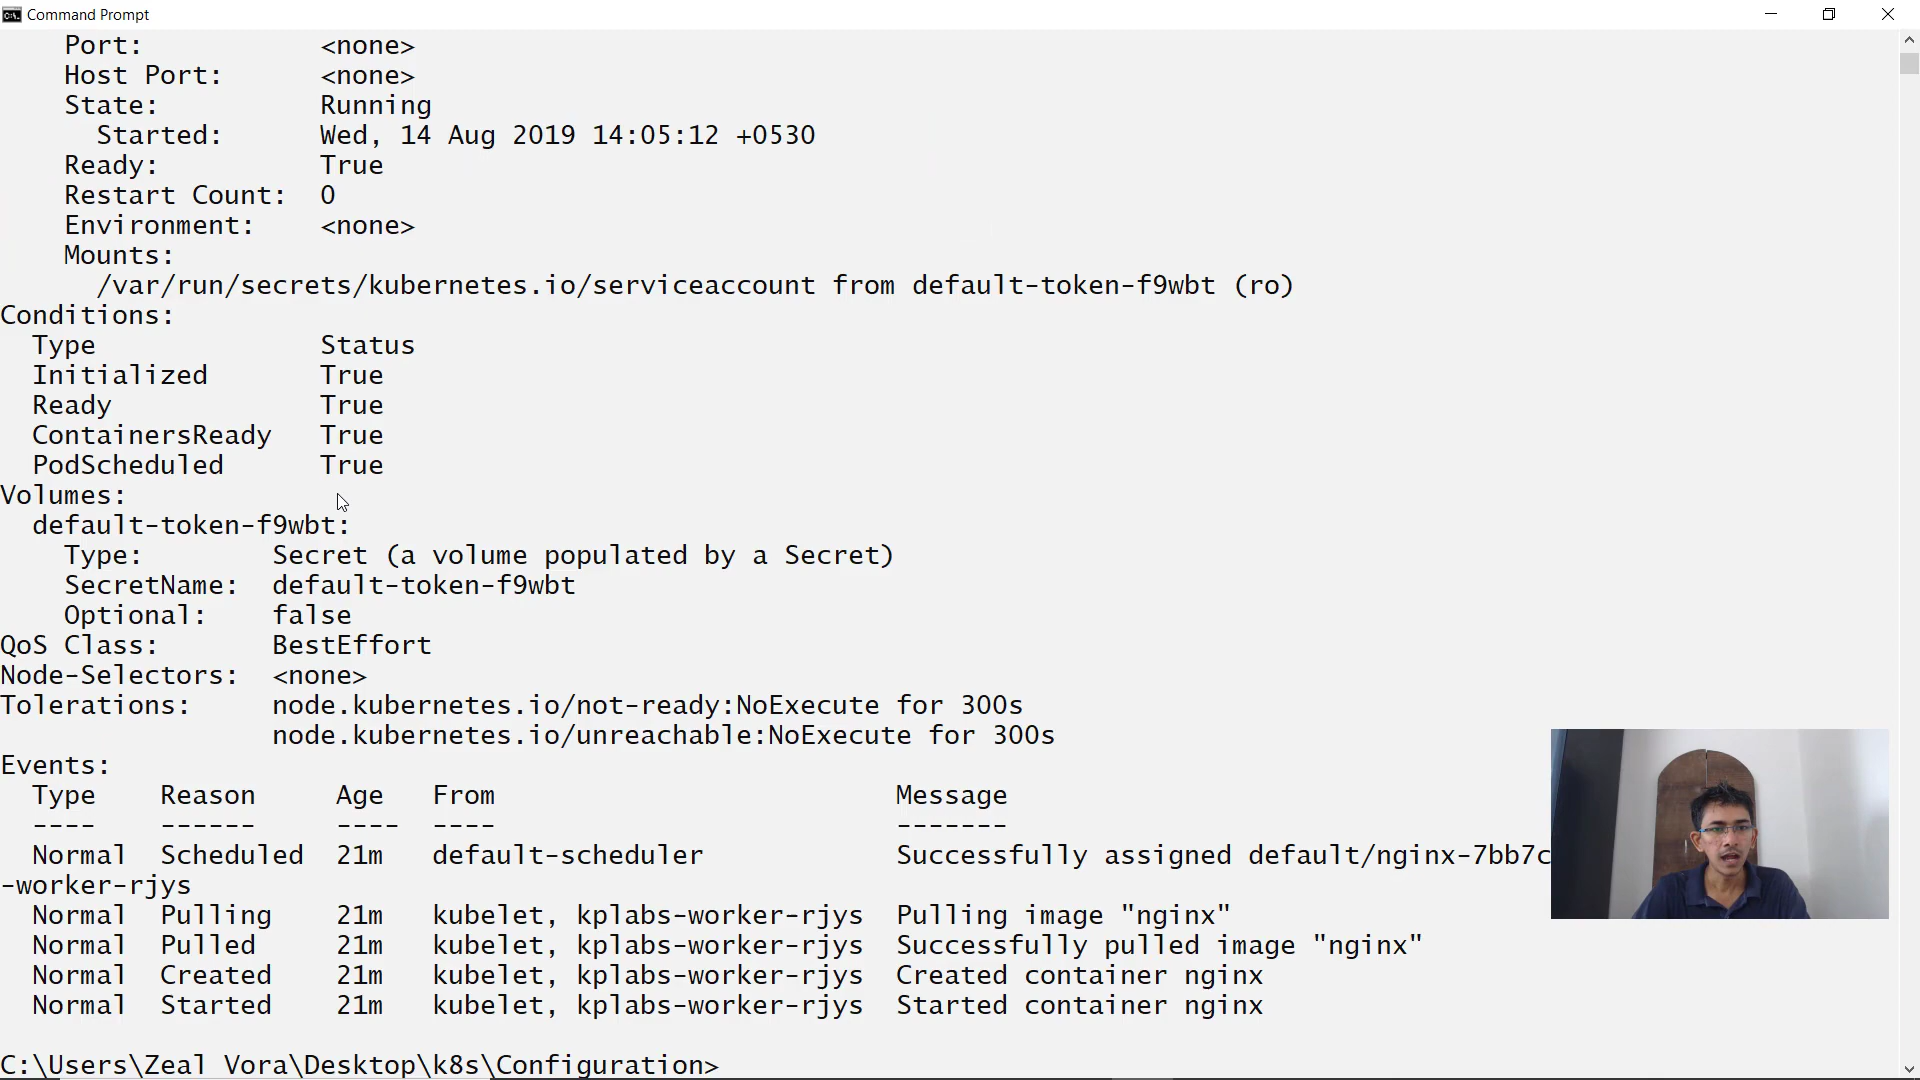 Command Prompt
Port: <none>
Host Port: <none>
State: Running
Started: Wed, 14 Aug 2019 14:05:12 +0530
Ready: True
Restart Count: 0
Environment: <none>
Mounts:
/var/run/secrets/kubernetes.io/serviceaccount from default-token-f9wbt (ro)
Conditions:
Type Status
Initialized True
Ready True
ContainersReady True
PodScheduled True
Volumes:
default-token-f9wbt:
Type: Secret (a volume populated by a Secret)
SecretName: default-token-f9wbt
Optional: false
QoS Class: BestEffort
Node-Selectors: <none>
Tolerations: node.kubernetes.io/not-ready:NoExecute for 300s
node.kubernetes.io/unreachable:NoExecute for 300s
Events:
Type Reason Age From Message
---- ------ ---- ---- -------
Normal Scheduled 21m default-scheduler Successfully assigned default/nginx-7bb7c
-worker-rjys
Normal Pulling 21m kubelet, kplabs-worker-rjys Pulling image "nginx"
Normal Pulled 21m kubelet, kplabs-worker-rjys Successfully pulled image "nginx"
Normal Created 21m kubelet, kplabs-worker-rjys Created container nginx
Normal Started 21m kubelet, kplabs-worker-rjys Started container nginx
C:\Users\Zeal Vora\Desktop\k8s\Configuration>